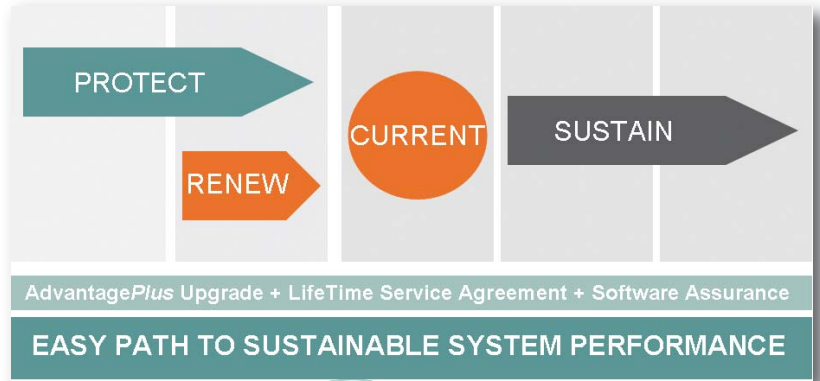 PROTECT
RENEW
CURRENT
SUSTAIN
AdvantagePlus Upgrade + LifeTime Service Agreement + Software Assurance
EASY PATH TO SUSTAINABLE SYSTEM PERFORMANCE